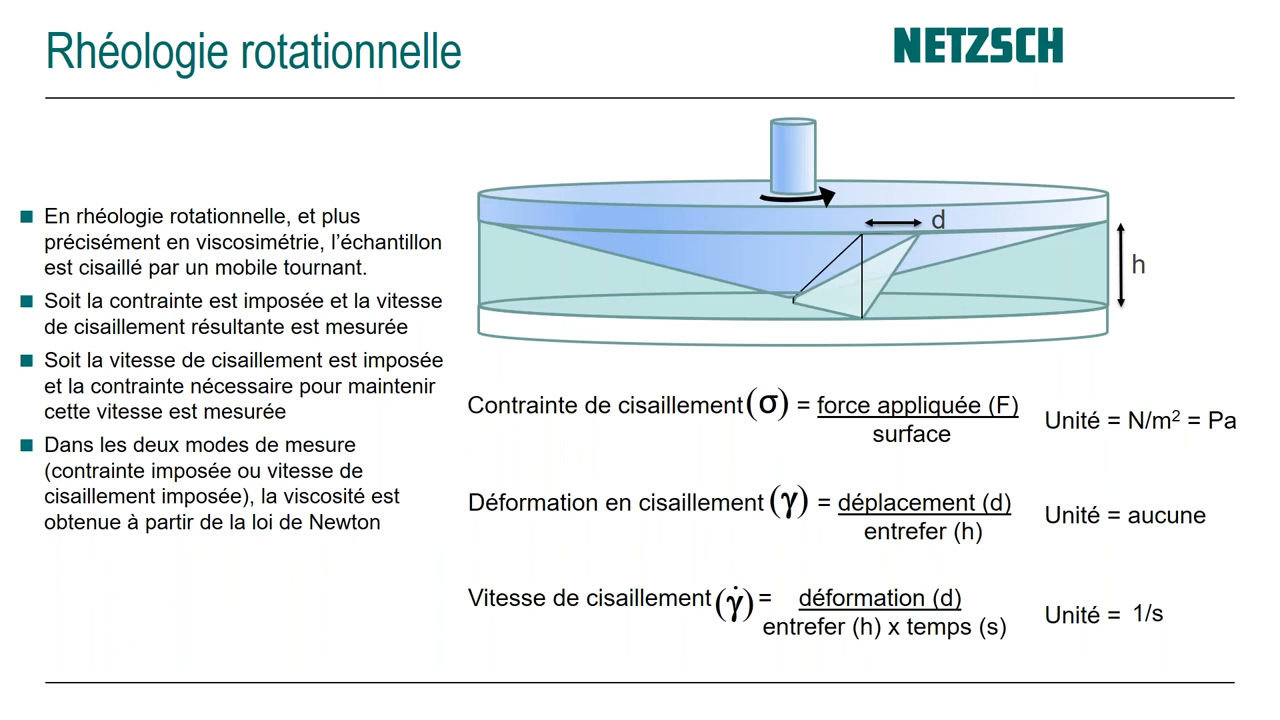 Rhéologie rotationnelle
NETZSCH
En rhéologie rotationnelle, et plus
précisément en viscosimétrie, l’échantillon
est cisaillé par un mobile tournant.
Soit la contrainte est imposée et la vitesse
de cisaillement résultante est mesurée
Soit la vitesse de cisaillement est imposée
et la contrainte nécessaire pour maintenir
cette vitesse est mesurée
Dans les deux modes de mesure
(contrainte imposée ou vitesse de
cisaillement imposée), la viscosité est
obtenue à partir de la loi de Newton
d
h
Contrainte de cisaillement (σ) = force appliquée (F)
surface
Unité = N/m² = Pa
Déformation en cisaillement (γ) = déplacement (d)
entrefer (h)
Unité = aucune
Vitesse de cisaillement (γ̇) = déformation (d)
entrefer (h) x temps (s)
Unité = 1/s